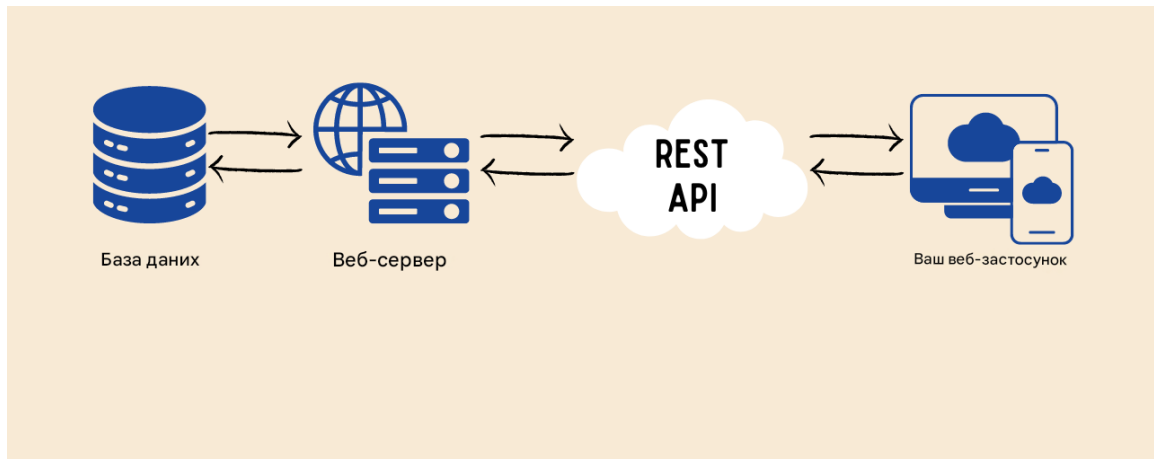 REST
API
База даних
Веб-сервер
Ваш веб-застосунок